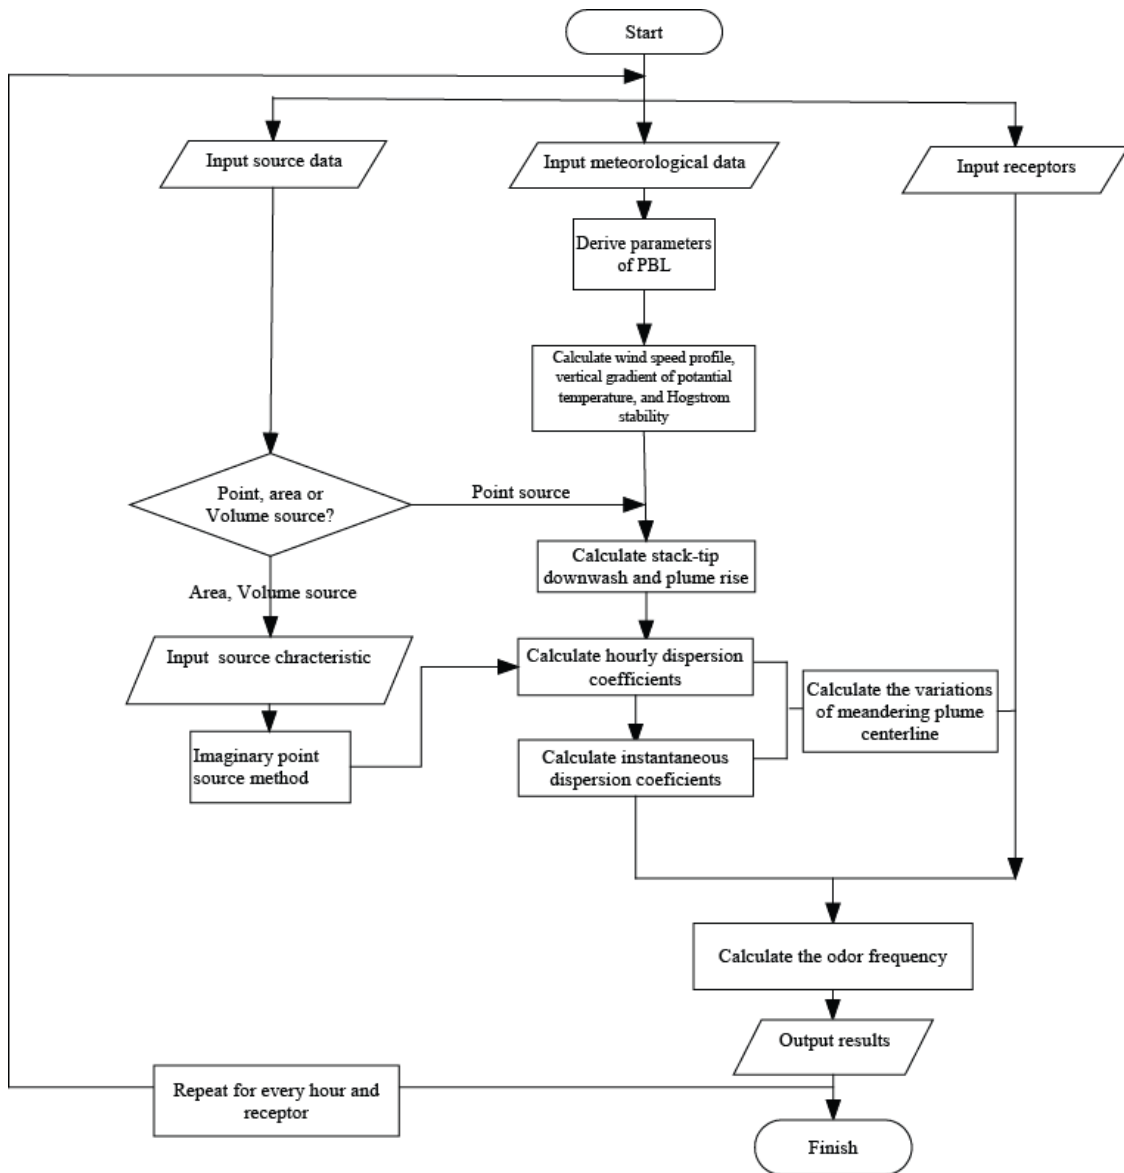 Start
Input source data
Input meteorological data
Input receptors
Derive parameters
of PBL
Calculate wind speed profile,
vertical gradient of potantial
temperature, and Hogstrom
stability
Point, area or
Volume source?
Point source
Calculate stack-tip
downwash and plume rise
Area, Volume source
Input  source chracteristic
Calculate hourly dispersion
coefficients
Calculate the variations
of meandering plume
centerline
Imaginary point
source method
Calculate instantaneous
dispersion coeficients
Calculate the odor frequency
Output results
Repeat for every hour and
receptor
Finish